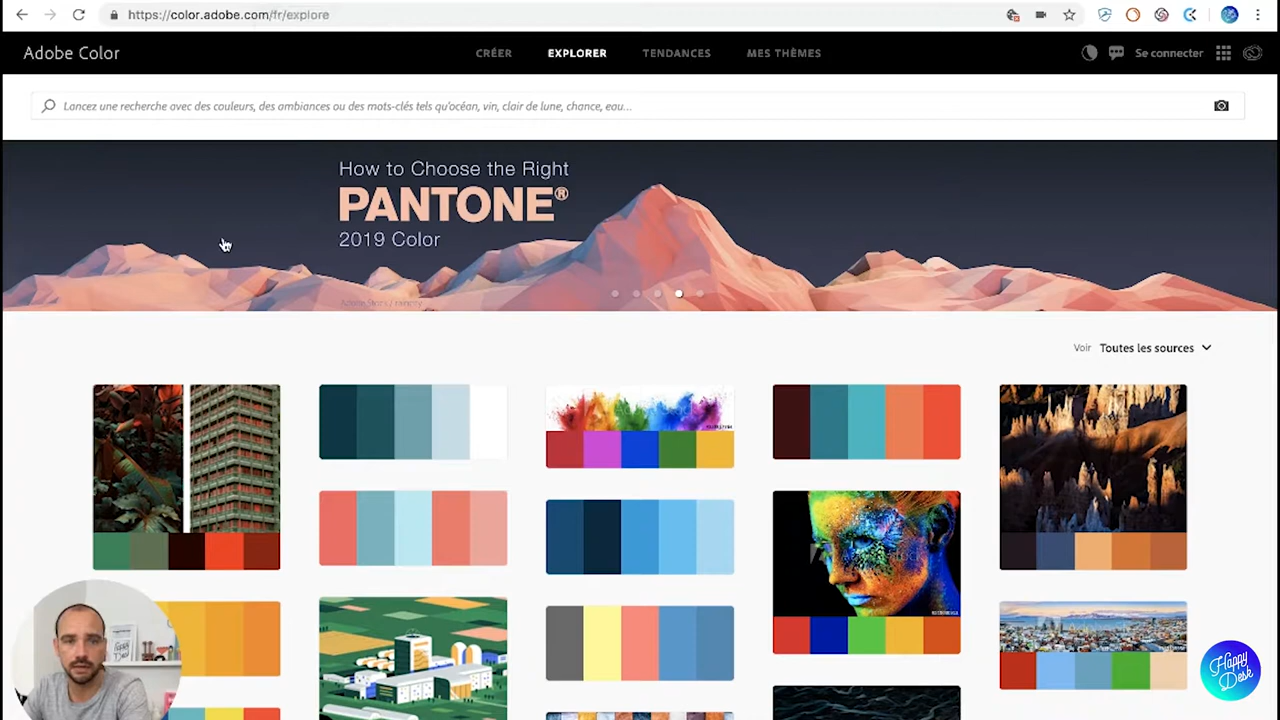 https://color.adobe.com/fr/explore
Adobe Color
CRÉER
EXPLORER
TENDANCES
MES THÈMES
Se connecter
Lancez une recherche avec des couleurs, des ambiances ou des mots-clés tels qu'océan, vin, clair de lune, chance, eau...
How to Choose the Right
PANTONE®
2019 Color
Voir Toutes les sources
Happy
Desk